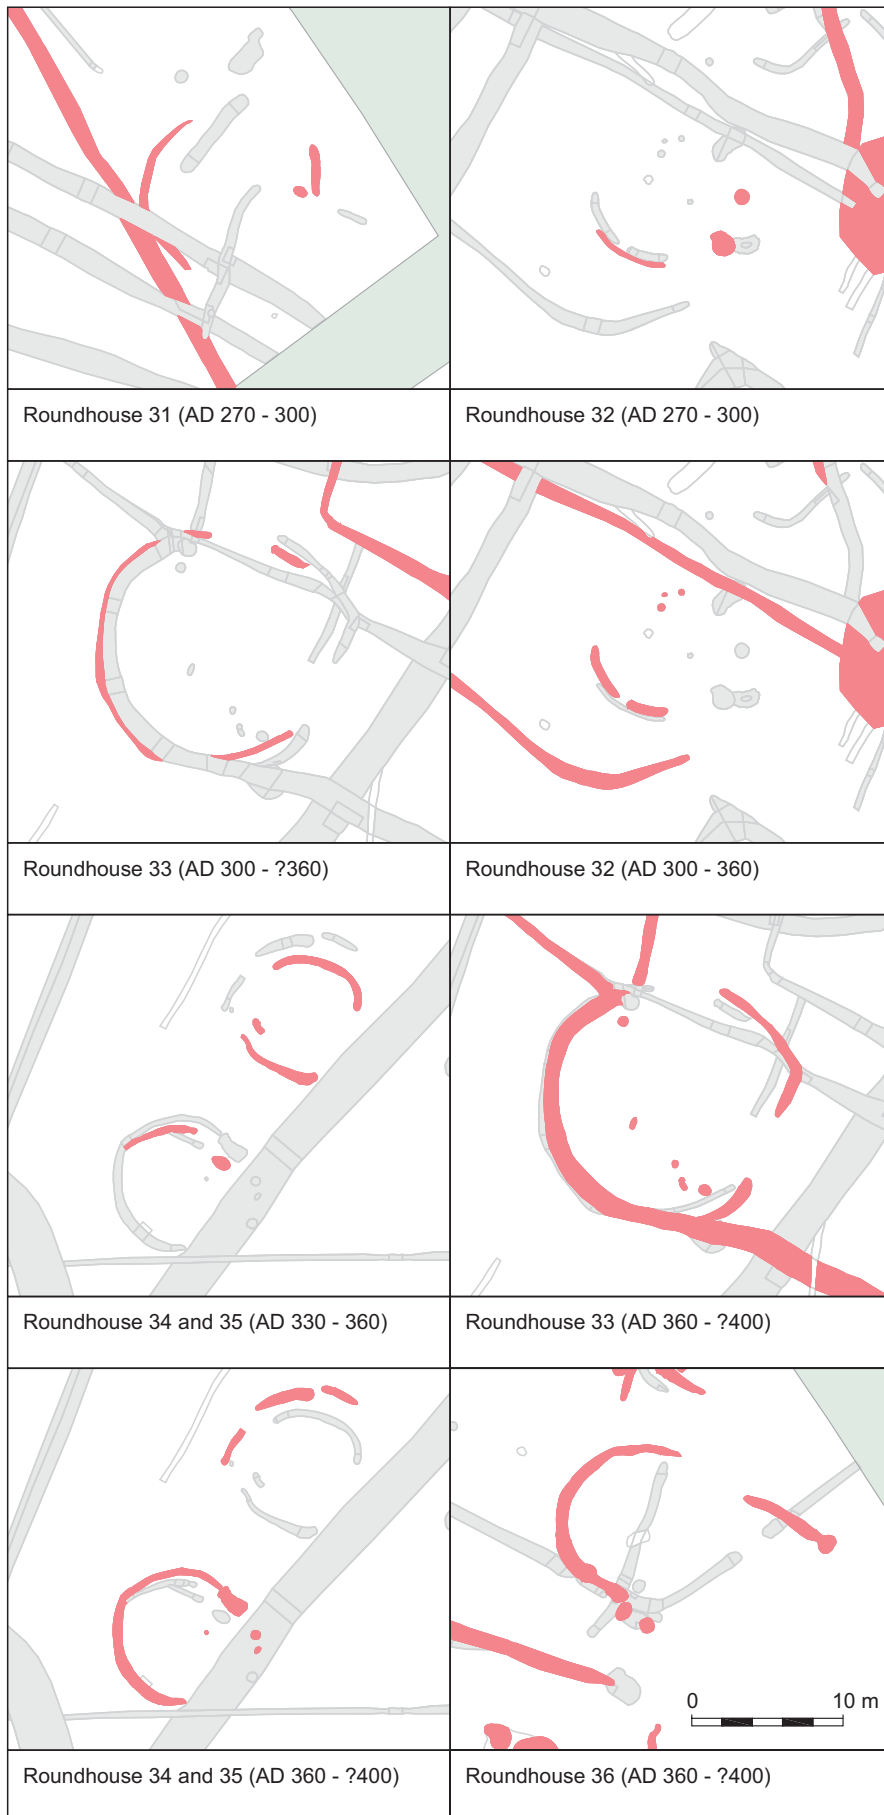 Roundhouse 31 (AD 270 - 300)
Roundhouse 32 (AD 270 - 300)
Roundhouse 33 (AD 300 - ?360)
Roundhouse 32 (AD 300 - 360)
Roundhouse 34 and 35 (AD 330 - 360)
Roundhouse 33 (AD 360 - ?400)
0 10 m
Roundhouse 34 and 35 (AD 360 - ?400)
Roundhouse 36 (AD 360 - ?400)